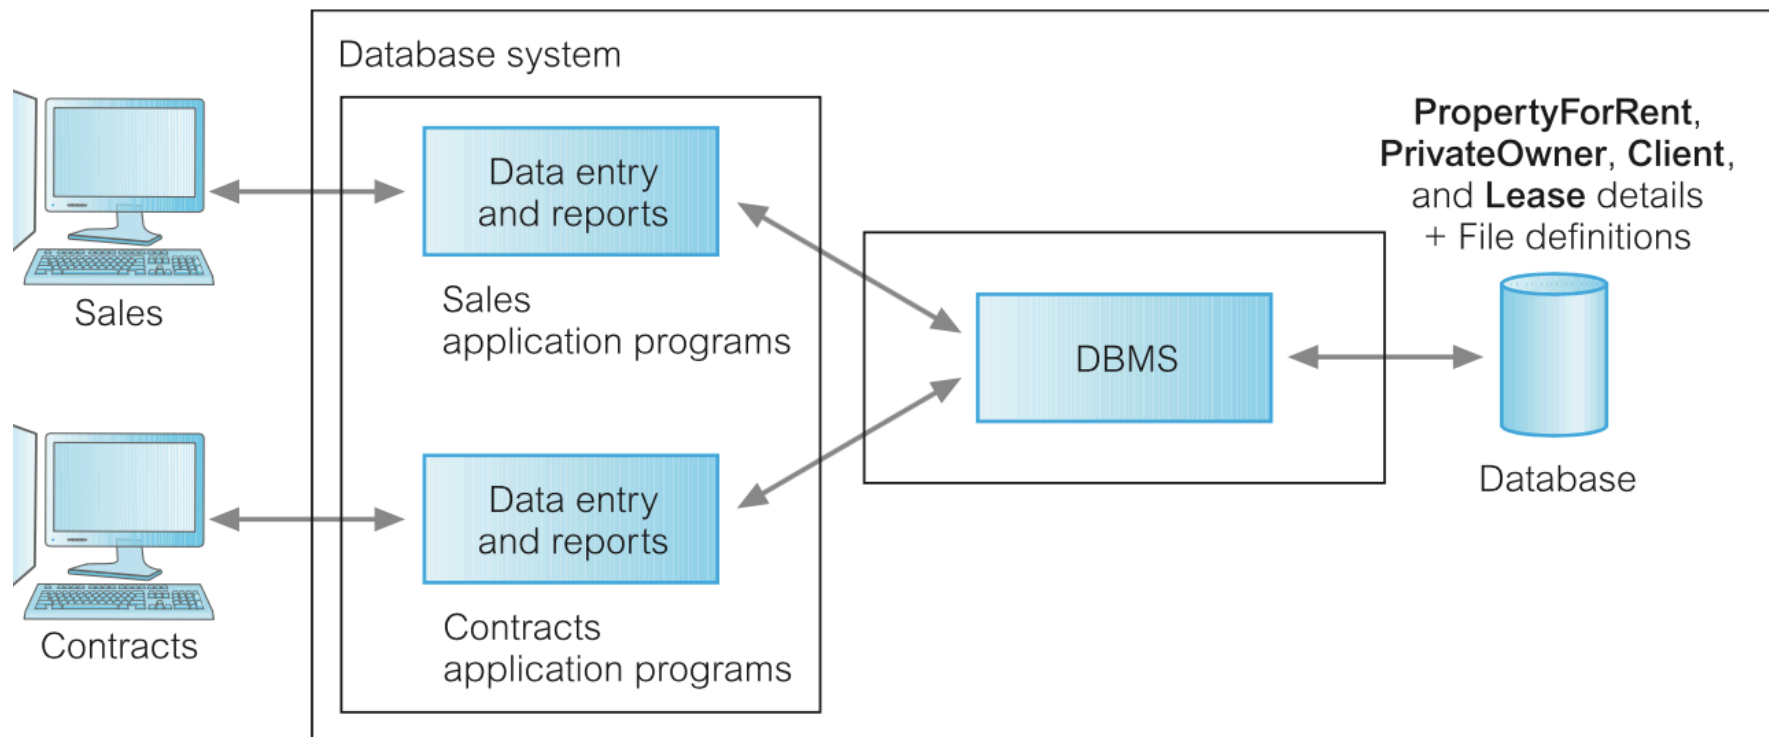 Database system
Sales
Data entry
and reports
Sales
application programs
Contracts
Data entry
and reports
Contracts
application programs
DBMS
PropertyForRent,
PrivateOwner, Client,
and Lease details
+ File definitions
Database